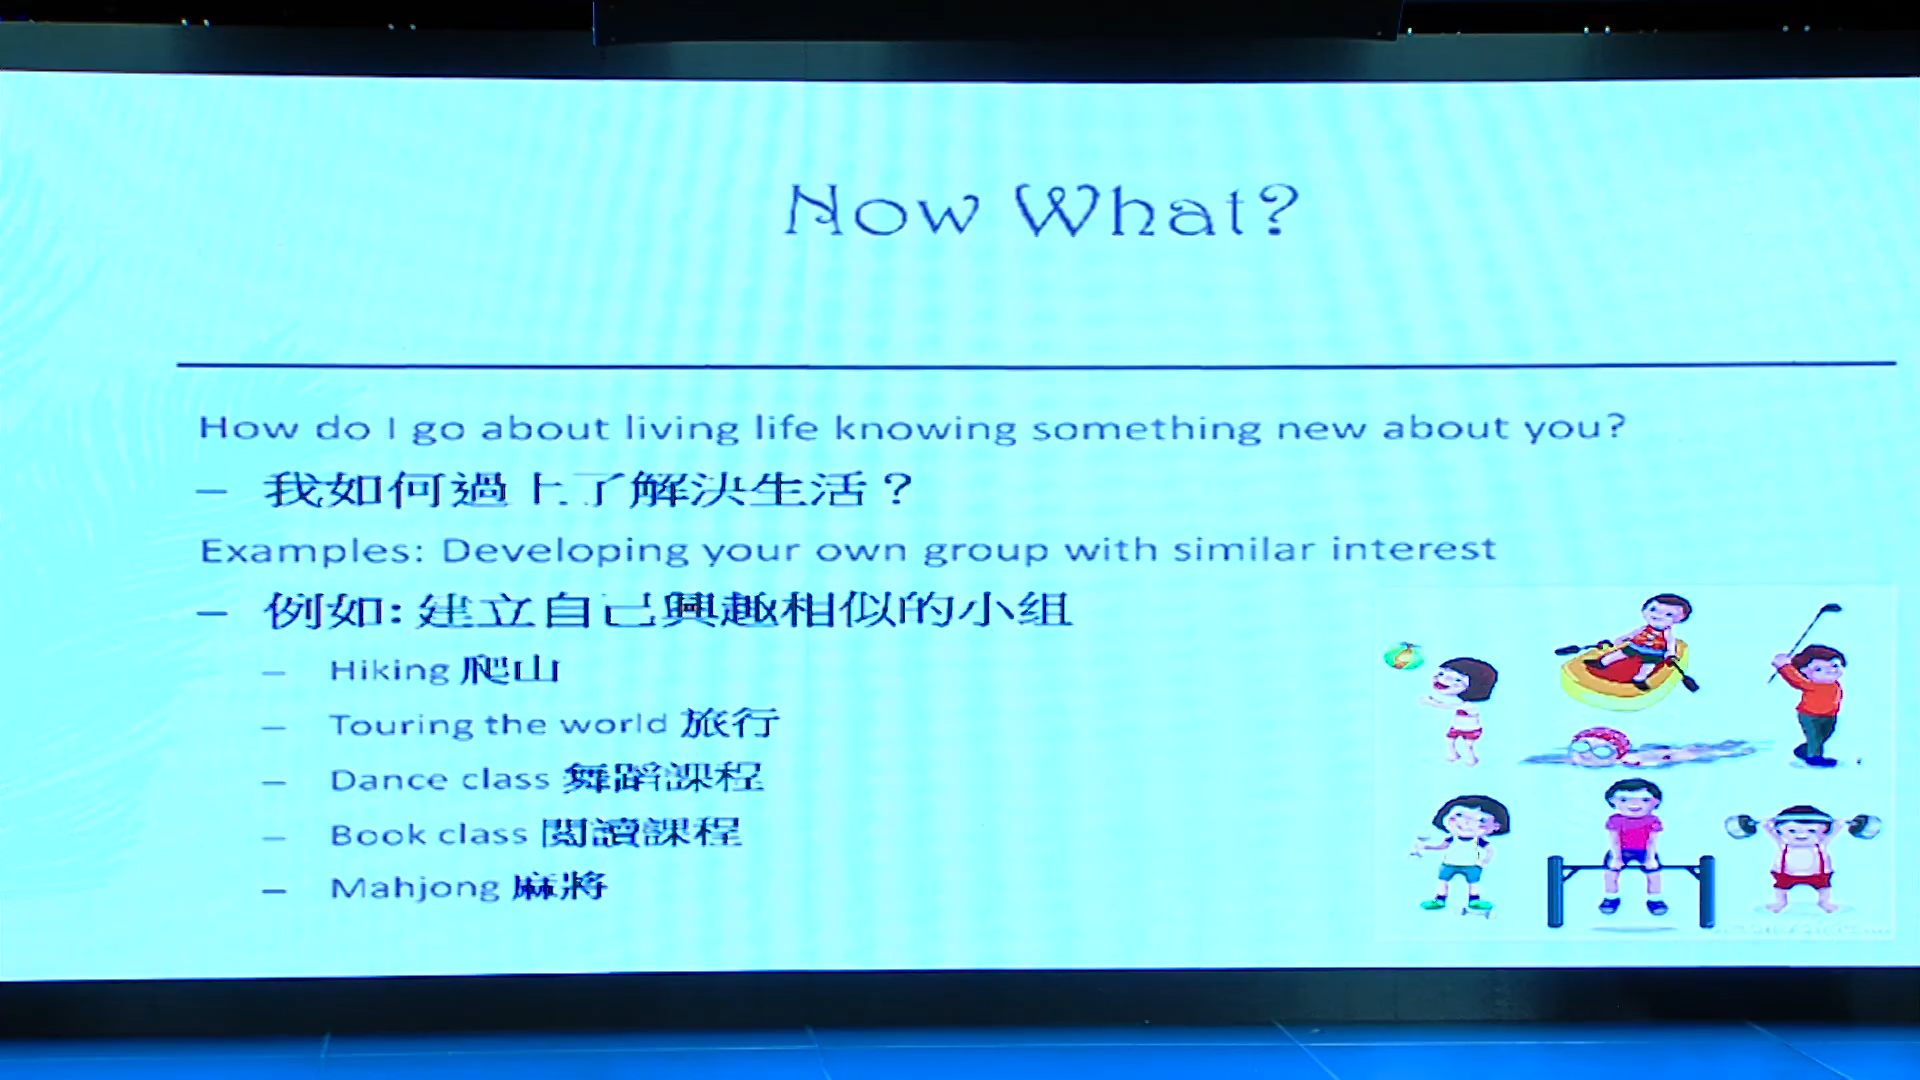 Now What?
How do I go about living life knowing something new about you?
– 我如何過上了解決生活？
Examples: Developing your own group with similar interest
– 例如: 建立自己興趣相似的小组
– Hiking 爬山
– Touring the world 旅行
– Dance class 舞蹈課程
– Book class 閱讀課程
– Mahjong 麻將